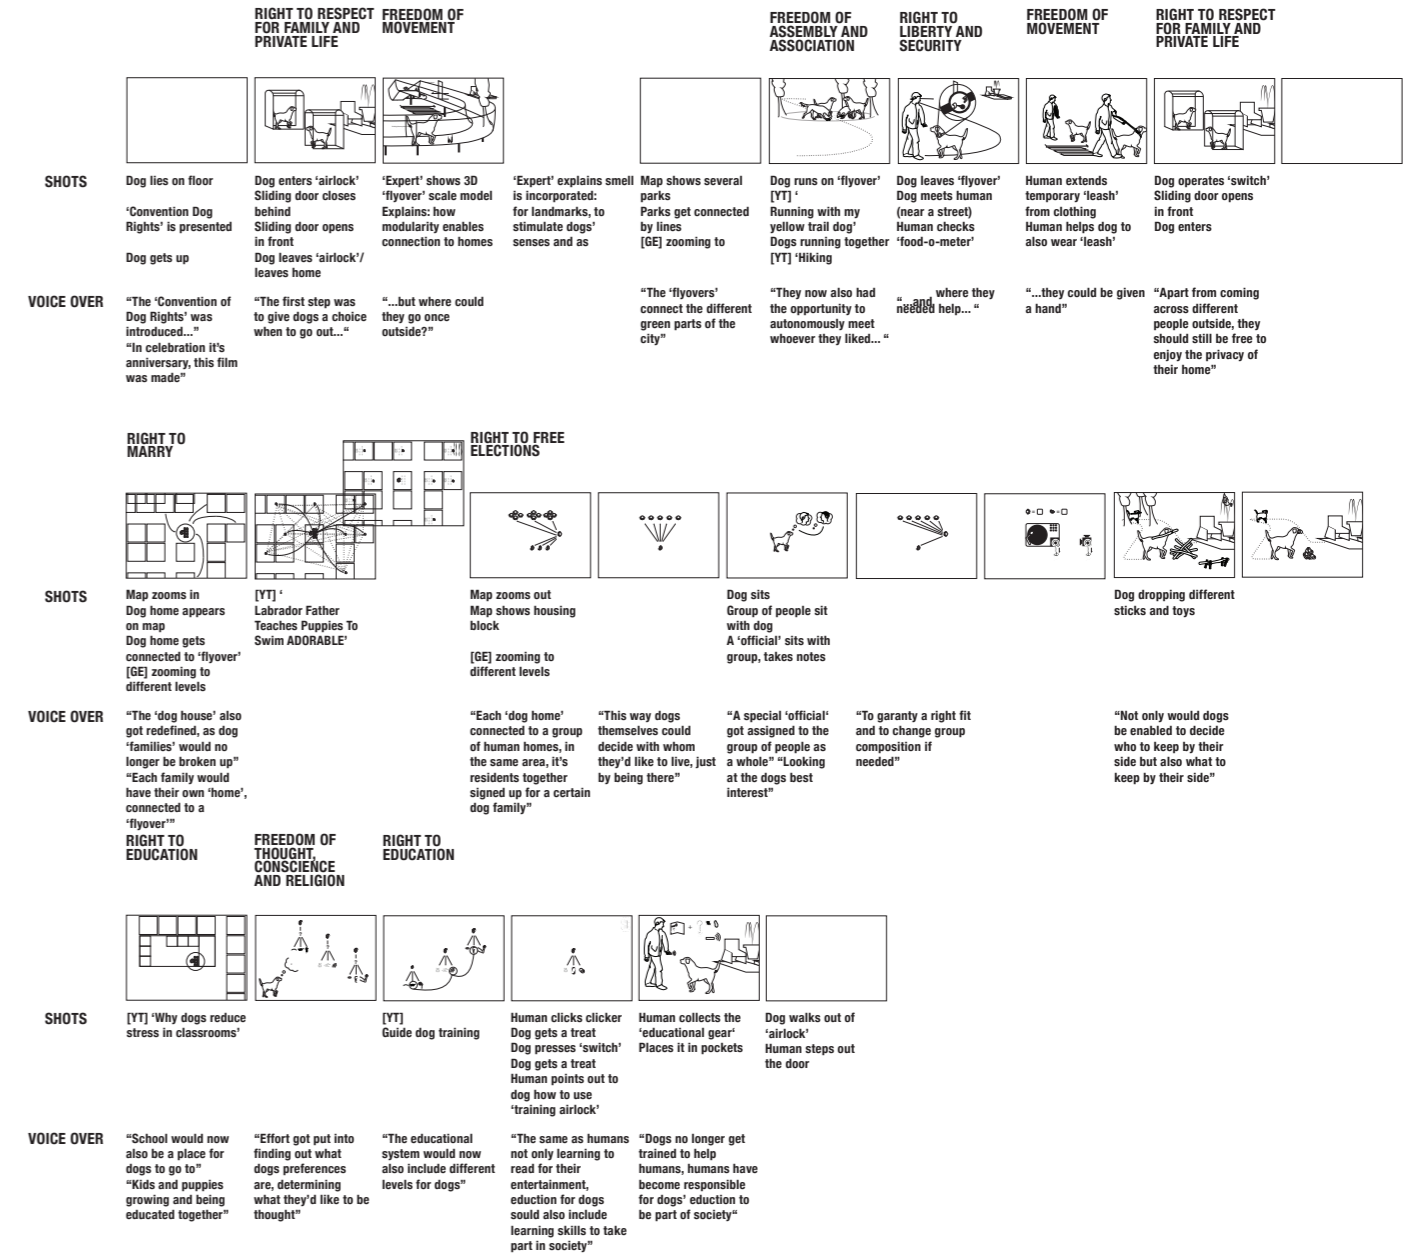 RIGHT TO RESPECT
FOR FAMILY AND
PRIVATE LIFE
FREEDOM OF
MOVEMENT
FREEDOM OF
ASSEMBLY AND
ASSOCIATION
RIGHT TO
LIBERTY AND
SECURITY
FREEDOM OF
MOVEMENT
RIGHT TO RESPECT
FOR FAMILY AND
PRIVATE LIFE
SHOTS
Dog lies on floor
‘Convention Dog
Rights’ is presented
Dog gets up
Dog enters ‘airlock’
Sliding door closes
behind
Sliding door opens
in front
Dog leaves ‘airlock’/
leaves home
‘Expert’ shows 3D
‘flyover’ scale model
Explains: how
modularity enables
connection to homes
‘Expert’ explains smell
is incorporated:
for landmarks, to
stimulate dogs’
senses and as
Map shows several
parks
Parks get connected
by lines
[GE] zooming to
Dog runs on ‘flyover’
[YT] ‘
Running with my
yellow trail dog’
Dogs running together
[YT] ‘Hiking
Dog leaves ‘flyover’
Dog meets human
(near a street)
Human checks
‘food-o-meter’
Human extends
temporary ‘leash’
from clothing
Human helps dog to
also wear ‘leash’
Dog operates ‘switch’
Sliding door opens
in front
Dog enters
VOICE OVER
“The ‘Convention of
Dog Rights’ was
introduced...”
“In celebration it’s
anniversary, this film
was made”
“The first step was
to give dogs a choice
when to go out...“
“...but where could
they go once
outside?”
“The ‘flyovers’
connect the different
green parts of the
city”
“They now also had
the opportunity to
autonomously meet
whoever they liked... “
“...and where they
needed help... “
“...they could be given
a hand”
“Apart from coming
across different
people outside, they
should still be free to
enjoy the privacy of
their home”
RIGHT TO
MARRY
RIGHT TO FREE
ELECTIONS
SHOTS
Map zooms in
Dog home appears
on map
Dog home gets
connected to ‘flyover’
[GE] zooming to
different levels
[YT] ‘
Labrador Father
Teaches Puppies To
Swim ADORABLE’
Map zooms out
Map shows housing
block
[GE] zooming to
different levels
Dog sits
Group of people sit
with dog
A ‘official’ sits with
group, takes notes
Dog dropping different
sticks and toys
VOICE OVER
“The ‘dog house’ also
got redefined, as dog
‘families’ would no
longer be broken up”
“Each family would
have their own ‘home’,
connected to a
‘flyover’”
“Each ‘dog home’
connected to a group
of human homes, in
the same area, it’s
residents together
signed up for a certain
dog family”
“This way dogs
themselves could
decide with whom
they’d like to live, just
by being there”
“A special ‘official‘
got assigned to the
group of people as
a whole” “Looking
at the dogs best
interest”
“To garanty a right fit
and to change group
composition if
needed”
“Not only would dogs
be enabled to decide
who to keep by their
side but also what to
keep by their side”
RIGHT TO
EDUCATION
FREEDOM OF
THOUGHT,
CONSCIENCE
AND RELIGION
RIGHT TO
EDUCATION
SHOTS
[YT] ‘Why dogs reduce
stress in classrooms’
[YT]
Guide dog training
Human clicks clicker
Dog gets a treat
Dog presses ‘switch’
Dog gets a treat
Human points out to
dog how to use
‘training airlock’
Human collects the
‘educational gear‘
Places it in pockets
Dog walks out of
‘airlock’
Human steps out
the door
VOICE OVER
“School would now
also be a place for
dogs to go to”
“Kids and puppies
growing and being
educated together”
“Effort got put into
finding out what
dogs preferences
are, determining
what they’d like to be
thought”
“The educational
system would now
also include different
levels for dogs”
“The same as humans
not only learning to
read for their
entertainment,
eduction for dogs
sould also include
learning skills to take
part in society”
“Dogs no longer get
trained to help
humans, humans have
become responsible
for dogs’ eduction to
be part of society“